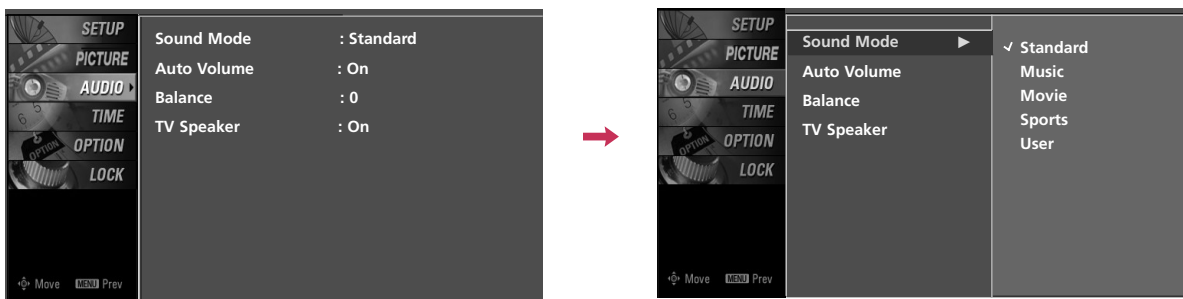 SETUP
PICTURE
AUDIO
TIME
OPTION
LOCK
Sound Mode : Standard
Auto Volume : On
Balance : 0
TV Speaker : On
OPTION
Move MENU Prev
SETUP
PICTURE
AUDIO
TIME
OPTION
LOCK
Sound Mode ►
Auto Volume
Balance
TV Speaker
✓ Standard
Music
Movie
Sports
User
OPTION
Move MENU Prev